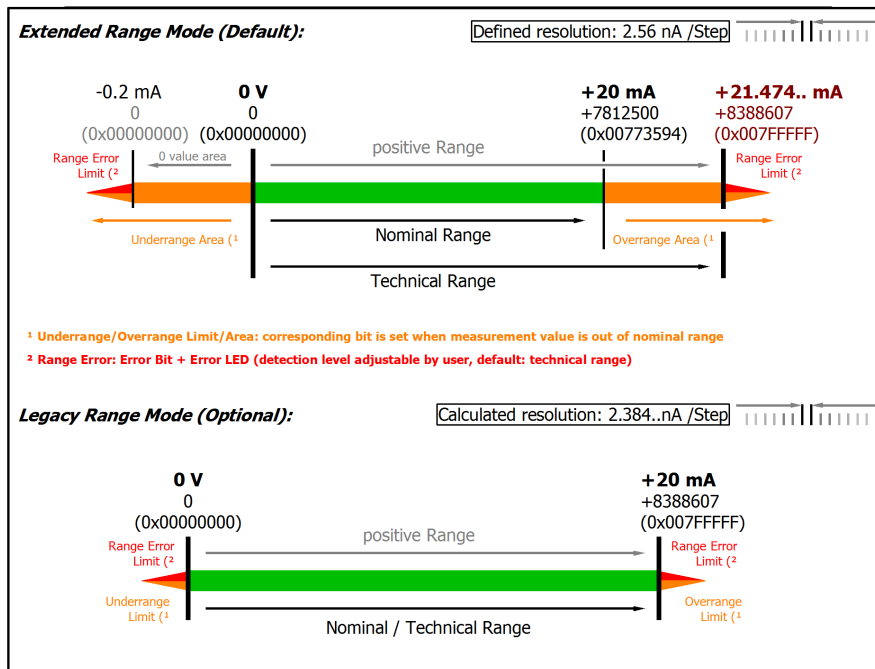 Extended Range Mode (Default):
Defined resolution: 2.56 nA /Step
-0.2 mA
0
(0x00000000)
0 V
0
(0x00000000)
+20 mA
+7812500
(0x00773594)
+21.474.. mA
+8388607
(0x007FFFFF)
Range Error
Limit (²
0 value area
positive Range
Range Error
Limit (²
Underrange Area (¹
Nominal Range
Overrange Area (¹
Technical Range
¹ Underrange/Overrange Limit/Area: corresponding bit is set when measurement value is out of nominal range
² Range Error: Error Bit + Error LED (detection level adjustable by user, default: technical range)
Legacy Range Mode (Optional):
Calculated resolution: 2.384..nA /Step
0 V
0
(0x00000000)
+20 mA
+8388607
(0x007FFFFF)
Range Error
Limit (²
positive Range
Range Error
Limit (²
Underrange
Limit (¹
Nominal / Technical Range
Overrange
Limit (¹